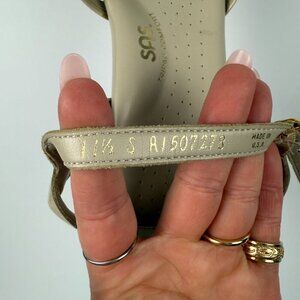 SAS
11½ S A1507273
MADE IN
U.S.A.